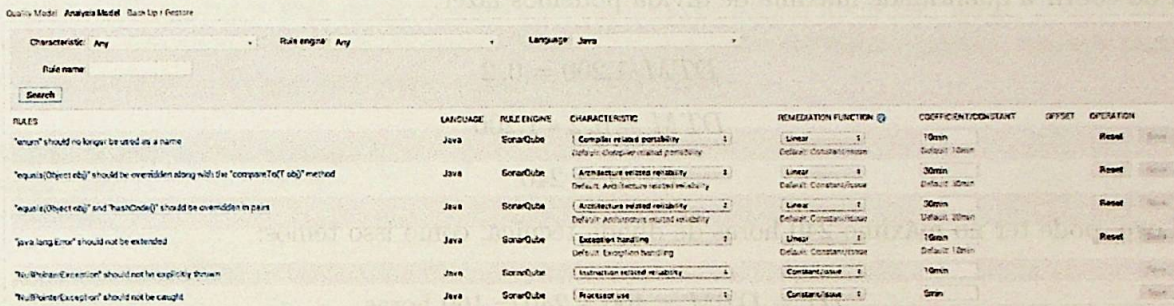 Quality Model Analysis Model Back Up / Restore
Characteristic: Any Rule engine: Any Language: Java
Rule name
Search
RULES LANGUAGE RULE ENGINE CHARACTERISTIC REMEDIATION FUNCTION COEFFICIENT/CONSTANT OFFSET OPERATION
"enum" should no longer be used as a name Java SonarQube Compiler related portability Linear 10min Reset
Default: Compiler related portability Default: Constant/issue Default: 10min
"equals(Object obj)" should be overridden along with the "compareTo(T obj)" method Java SonarQube Architecture related reliability Linear 30min Reset
Default: Architecture related reliability Default: Constant/issue Default: 30min
"equals(Object obj)" and "hashCode()" should be overridden in pairs Java SonarQube Architecture related reliability Linear 30min Reset
Default: Architecture related reliability Default: Constant/issue Default:
"java.lang.Error" should not be extended Java SonarQube Exception handling Linear Reset
Default: Exception handling Default: Constant/issue Default: 10min
"NullPointerException" should not be explicitly thrown Java SonarQube Instruction related reliability Constant/issue 10min
"NullPointerException" should not be caught Java SonarQube Processor use Constant/issue 5min